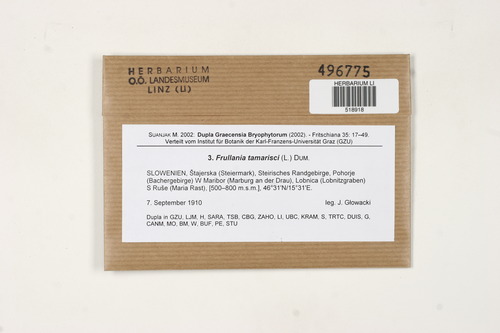 HERBARIUM
O.Ö. LANDESMUSEUM
LINZ (LI)
496775
HERBARIUM LI
518918
SUANJAK M. 2002: Dupla Graecensia Bryophytorum (2002). - Fritschiana 35: 17–49.
Verteilt vom Institut für Botanik der Karl-Franzens-Universität Graz (GZU)
3. Frullania tamarisci (L.) DUM.
SLOWENIEN, Štajerska (Steiermark), Steirisches Randgebirge, Pohorje
(Bachergebirge) W Maribor (Marburg an der Drau), Lobnica (Lobnitzgraben)
S Ruše (Maria Rast), [500–800 m.s.m.], 46°31'N/15°31'E.
7. September 1910 leg. J. Głowacki
Dupla in GZU, LJM, H, SARA, TSB, CBG, ZAHO, LI, UBC, KRAM, S, TRTC, DUIS, G,
CANM, MO, BM, W, BUF, PE, STU